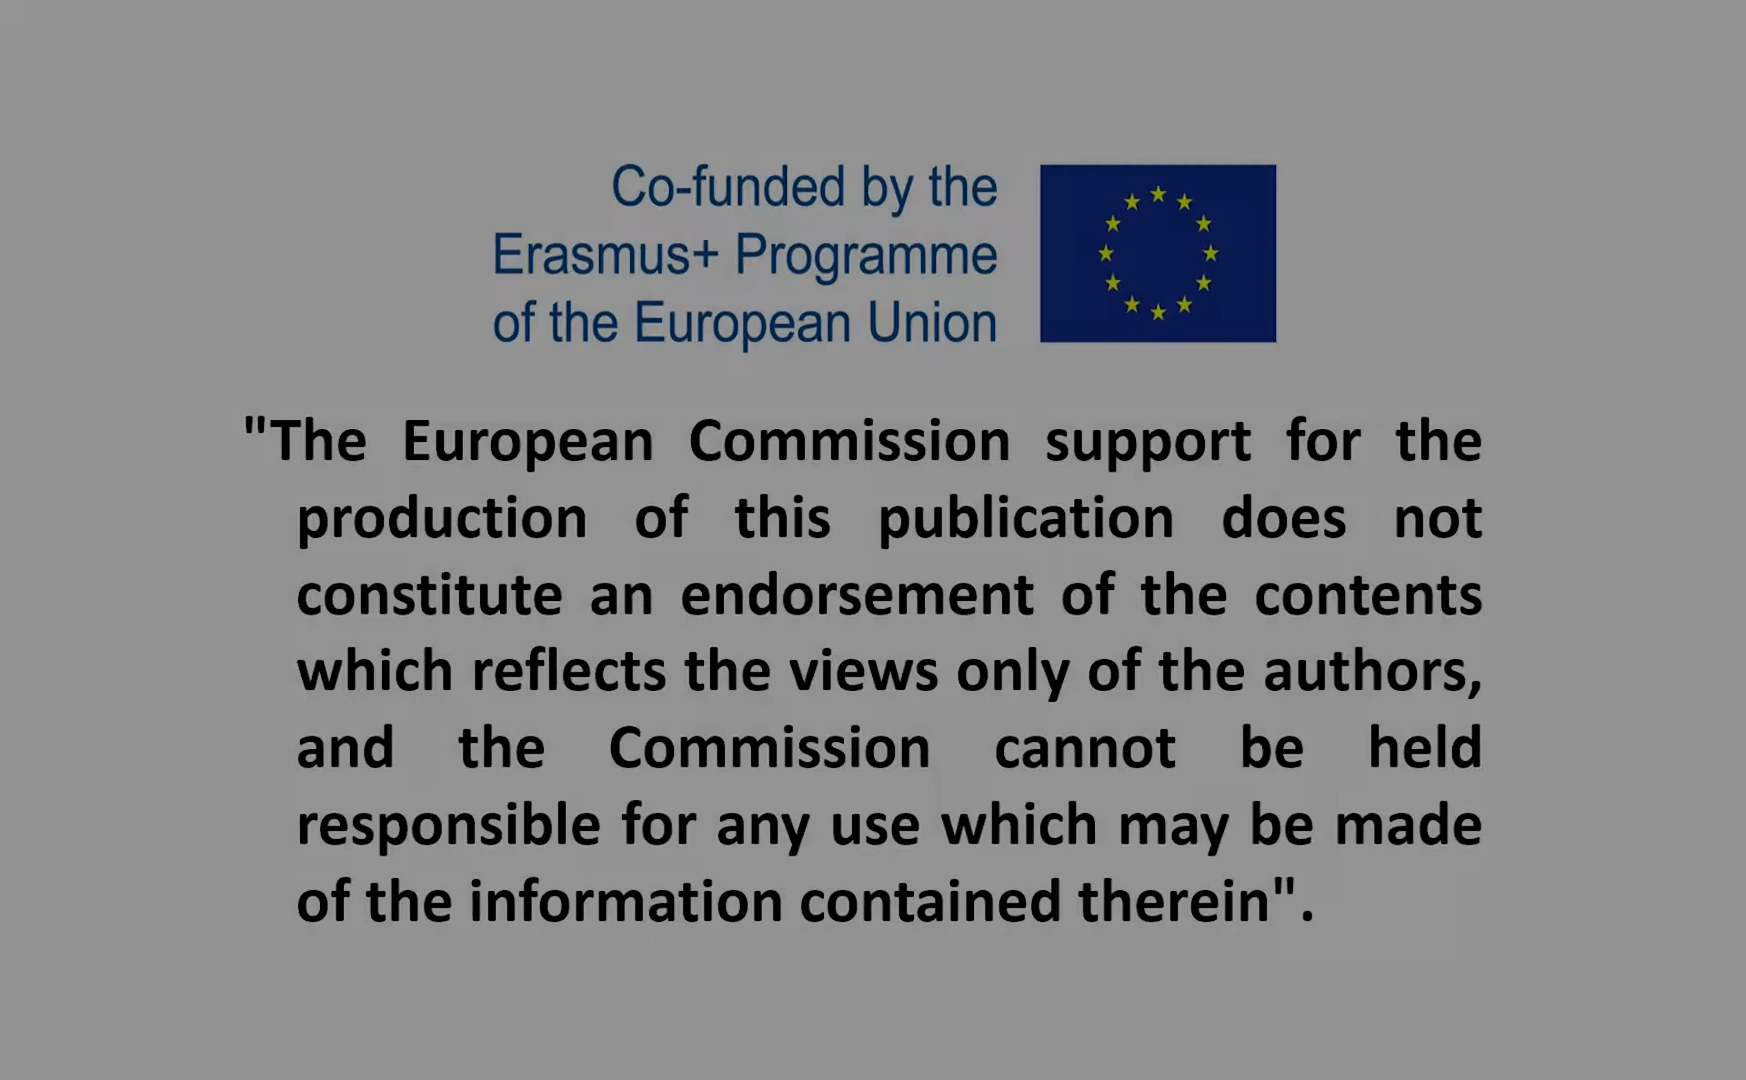 Co-funded by the
Erasmus+ Programme
of the European Union
"The European Commission support for the
production of this publication does not
constitute an endorsement of the contents
which reflects the views only of the authors,
and the Commission cannot be held
responsible for any use which may be made
of the information contained therein".